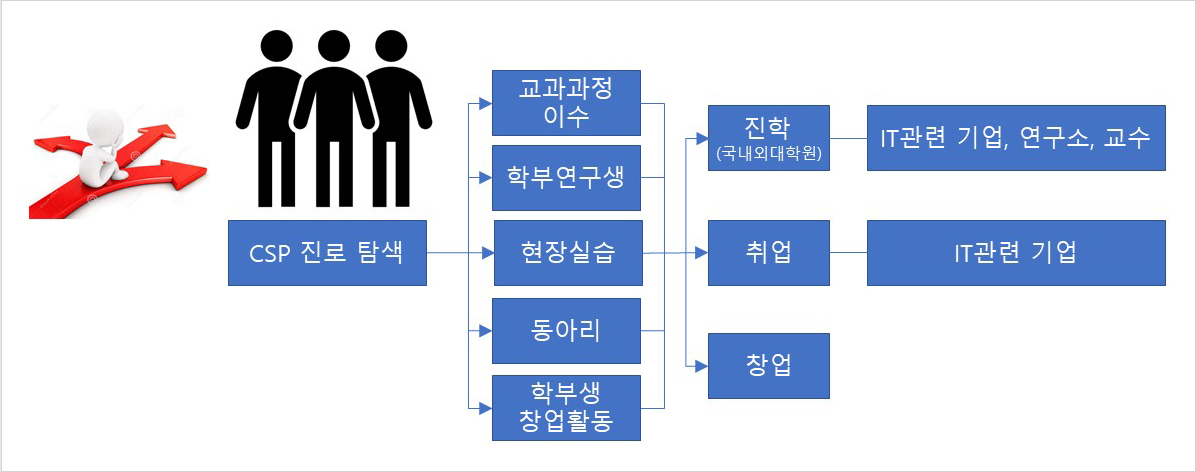 CSP 진로 탐색
교과과정
이수
학부연구생
현장실습
동아리
학부생
창업활동
진학
(국내외대학원)
취업
창업
IT관련 기업, 연구소, 교수
IT관련 기업